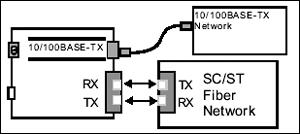 10/100BASE-TX
Network
10/100BASE-TX
RX
TX
TX
RX
SC/ST
Fiber
Network